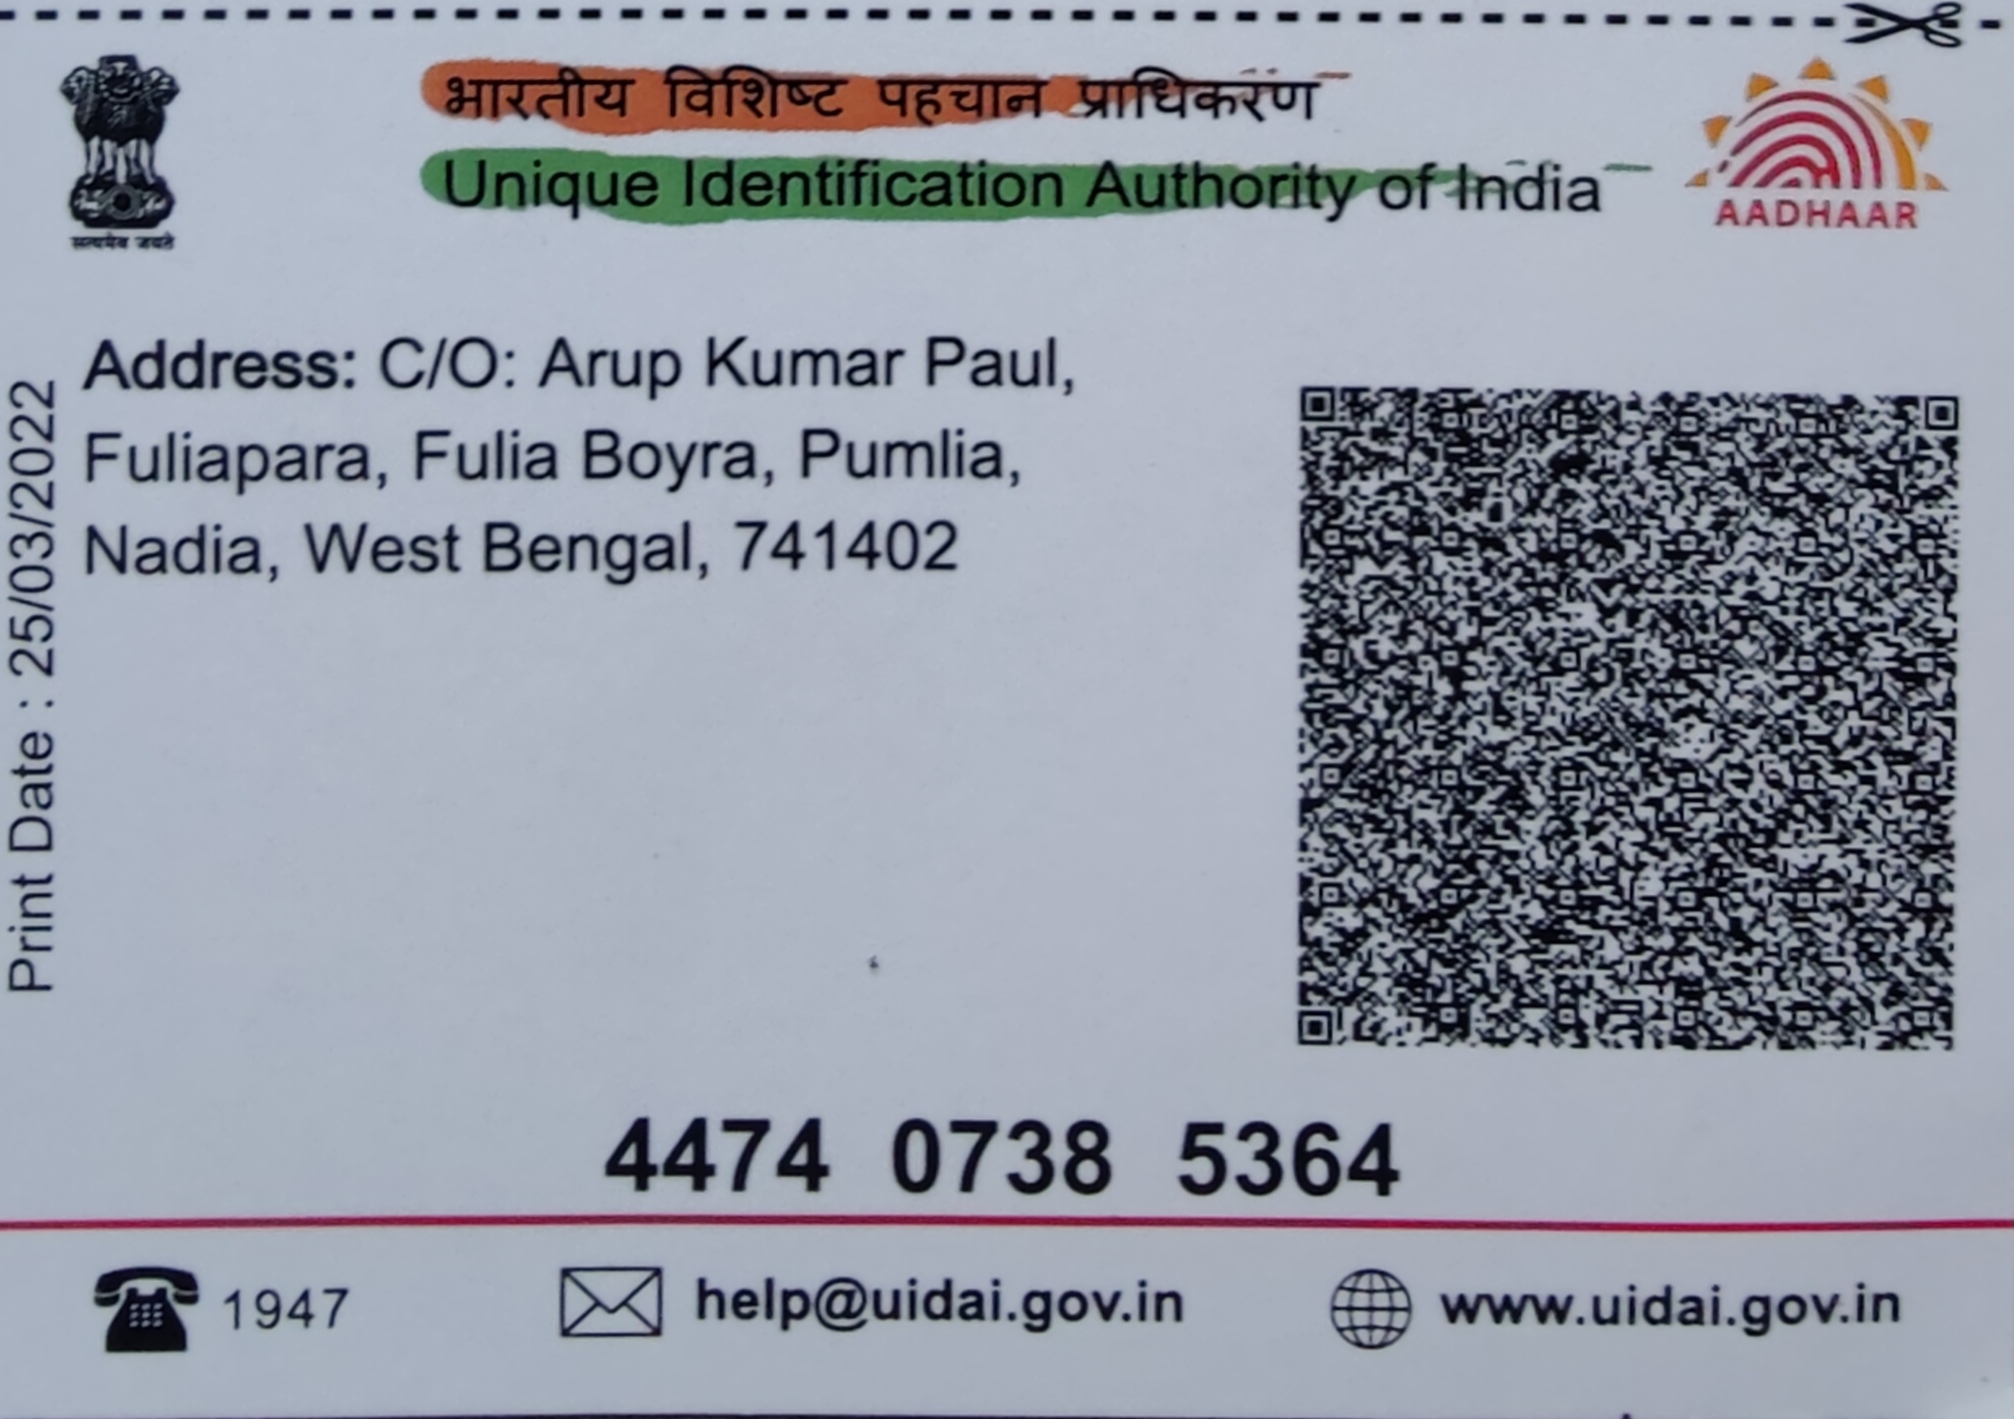 सत्यमेव जयते
भारतीय विशिष्ट पहचान प्राधिकरण
Unique Identification Authority of India
AADHAAR
Print Date : 25/03/2022
Address: C/O: Arup Kumar Paul,
Fuliapara, Fulia Boyra, Pumlia,
Nadia, West Bengal, 741402
4474 0738 5364
1947
help@uidai.gov.in
www.uidai.gov.in